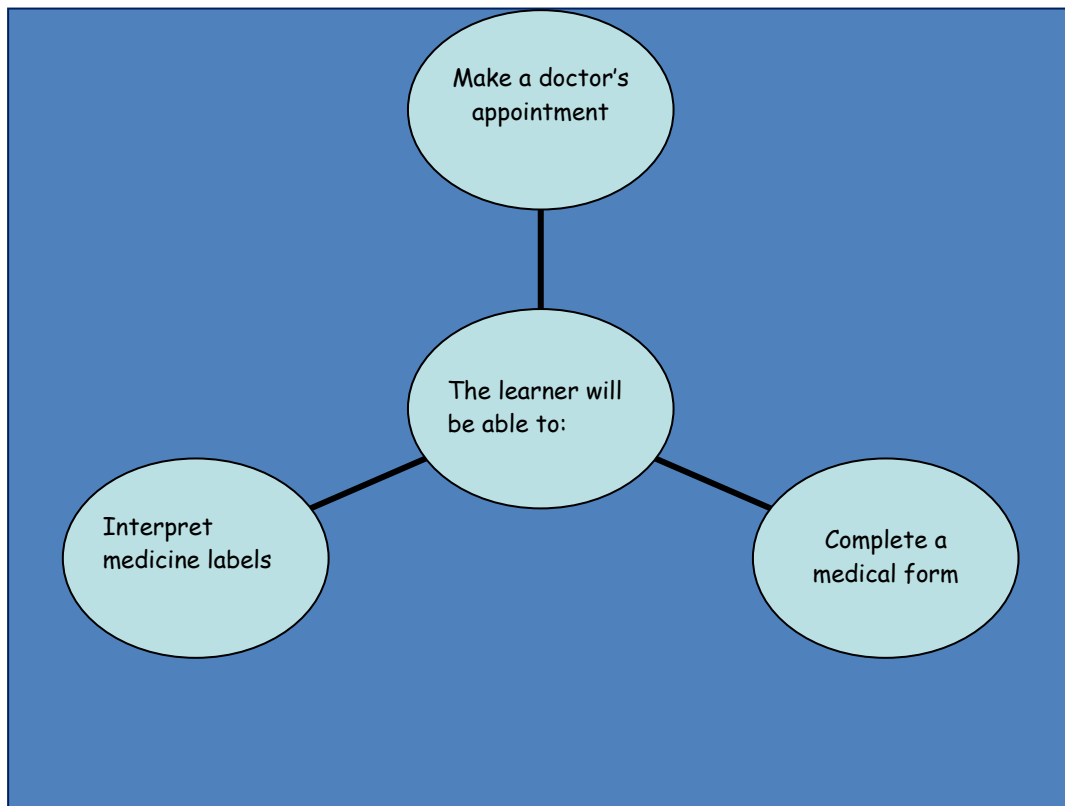 Make a doctor's
appointment
The learner will
be able to:
Interpret
medicine labels
Complete a
medical form